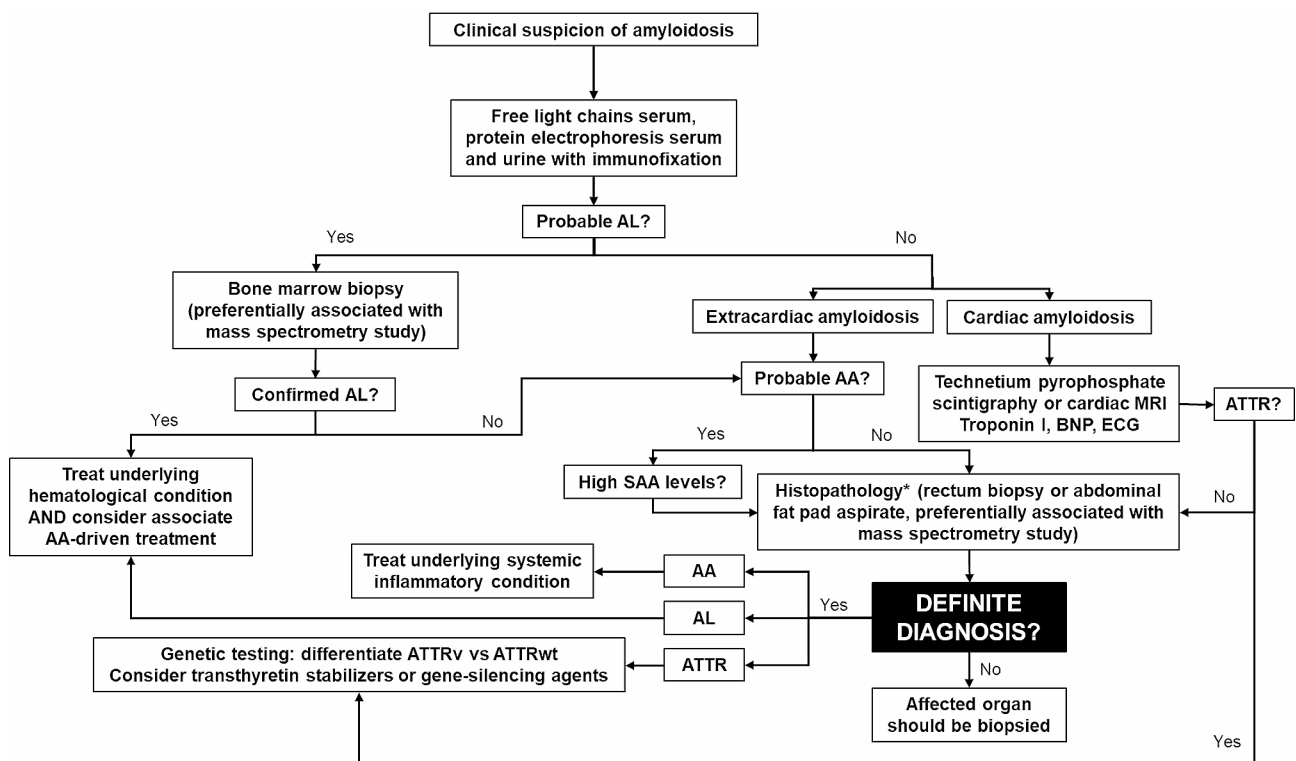 Clinical suspicion of amyloidosis
Free light chains serum,
protein electrophoresis serum
and urine with immunofixation
Probable AL?
Yes
No
Bone marrow biopsy
(preferentially associated with
mass spectrometry study)
Extracardiac amyloidosis
Cardiac amyloidosis
Confirmed AL?
Probable AA?
Technetium pyrophosphate
scintigraphy or cardiac MRI
Troponin I, BNP, ECG
ATTR?
Yes
No
Yes
No
Treat underlying
hematological condition
AND consider associate
AA-driven treatment
High SAA levels?
Histopathology* (rectum biopsy or abdominal
fat pad aspirate, preferentially associated with
mass spectrometry study)
No
Treat underlying systemic
inflammatory condition
AA
AL
ATTR
Yes
DEFINITE
DIAGNOSIS?
Genetic testing: differentiate ATTRv vs ATTRwt
Consider transthyretin stabilizers or gene-silencing agents
No
Affected organ
should be biopsied
Yes